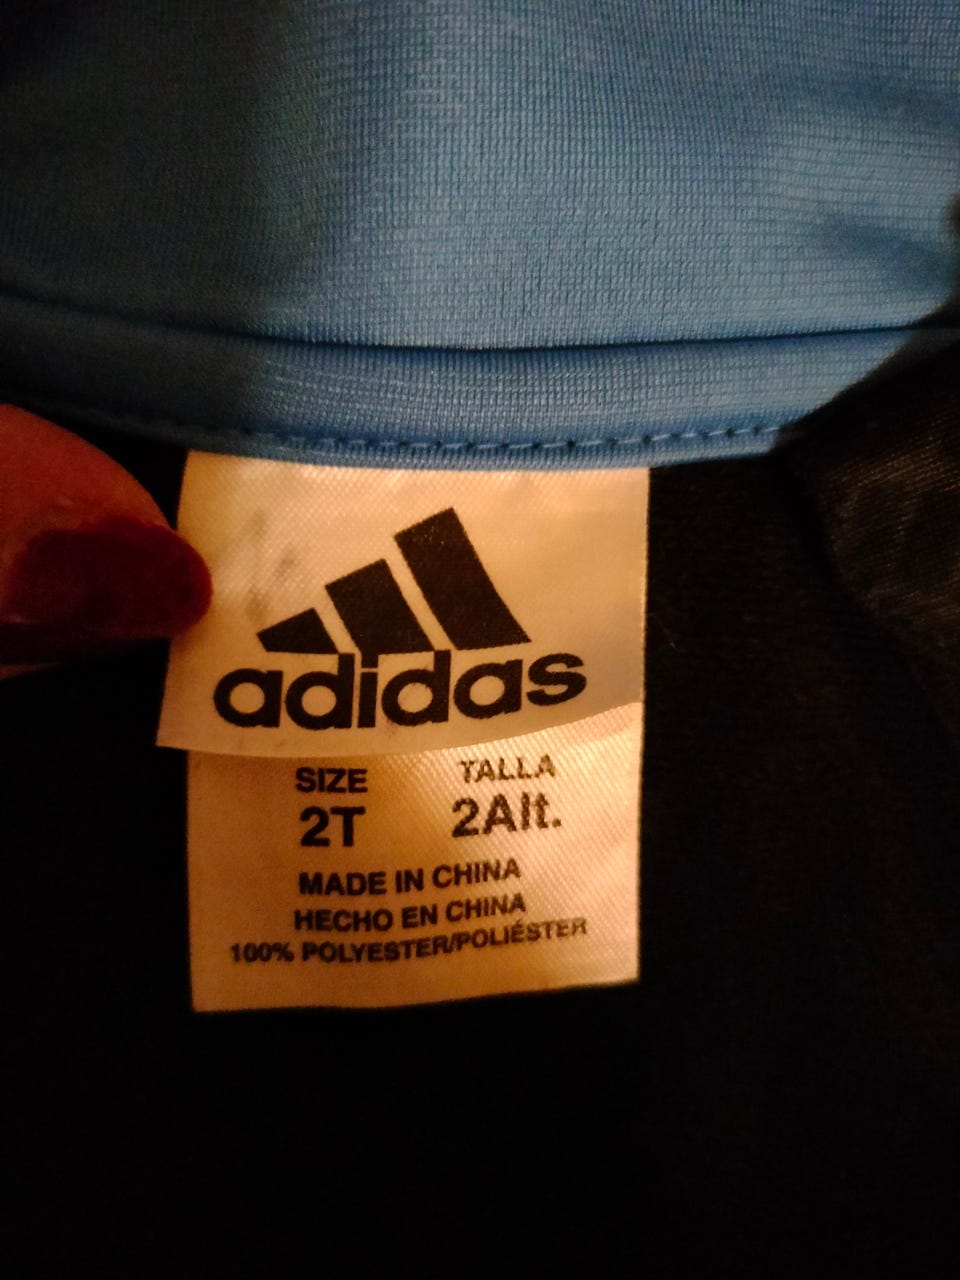 adidas
SIZE TALLA
2T 2Alt.
MADE IN CHINA
HECHO EN CHINA
100% POLYESTER/POLIÉSTER